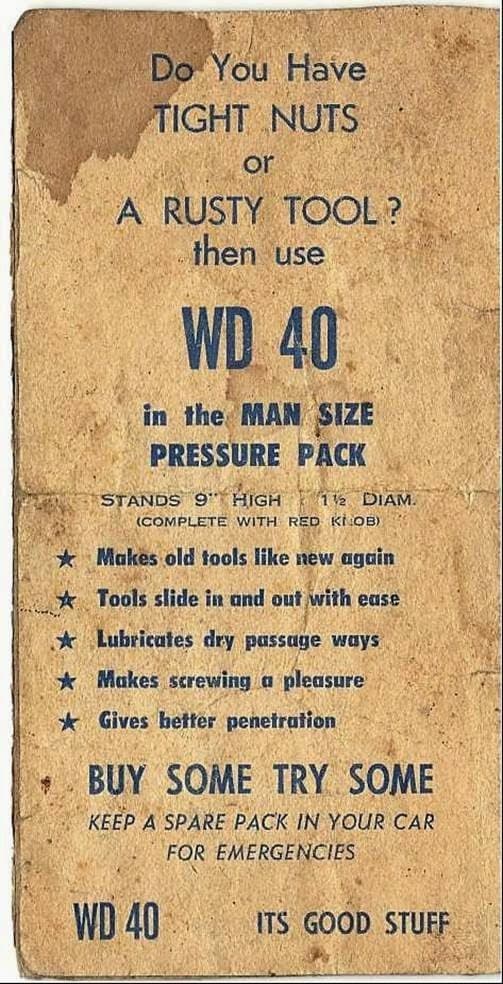 Do You Have
TIGHT NUTS
or
A RUSTY TOOL?
then use
WD 40
in the MAN SIZE
PRESSURE PACK
STANDS 9" HIGH : 1½ DIAM.
(COMPLETE WITH RED KNOB)
★ Makes old tools like new again
★ Tools slide in and out with ease
★ Lubricates dry passage ways
★ Makes screwing a pleasure
★ Gives better penetration
BUY SOME TRY SOME
KEEP A SPARE PACK IN YOUR CAR
FOR EMERGENCIES
WD 40 ITS GOOD STUFF